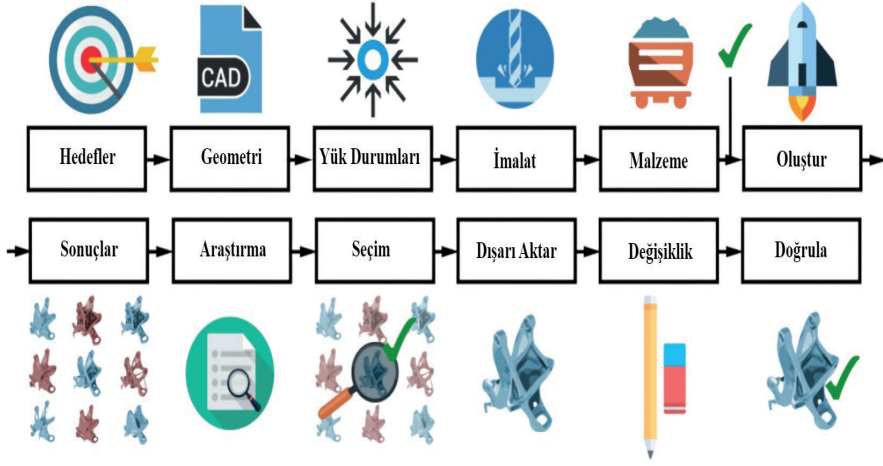 CAD
Hedefler
Geometri
Yük Durumları
İmalat
Malzeme
Oluştur
Sonuçlar
Araştırma
Seçim
Dışarı Aktar
Değişiklik
Doğrula